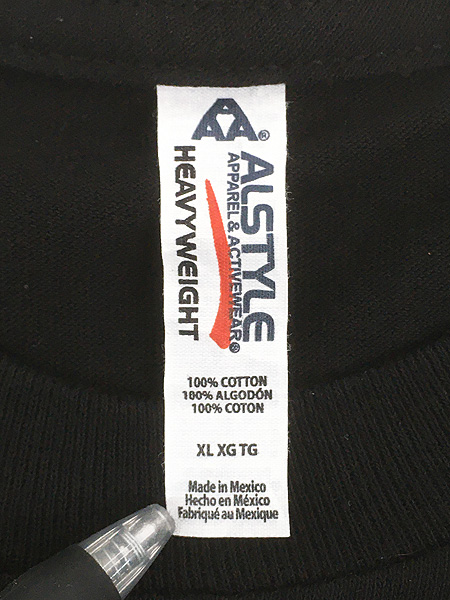 AAA®
ALSTYLE
APPAREL & ACTIVEWEAR®
HEAVYWEIGHT
100% COTTON
100% ALGODÓN
100% COTON
XL XG TG
Made in Mexico
Hecho en México
Fabriqué au Mexique